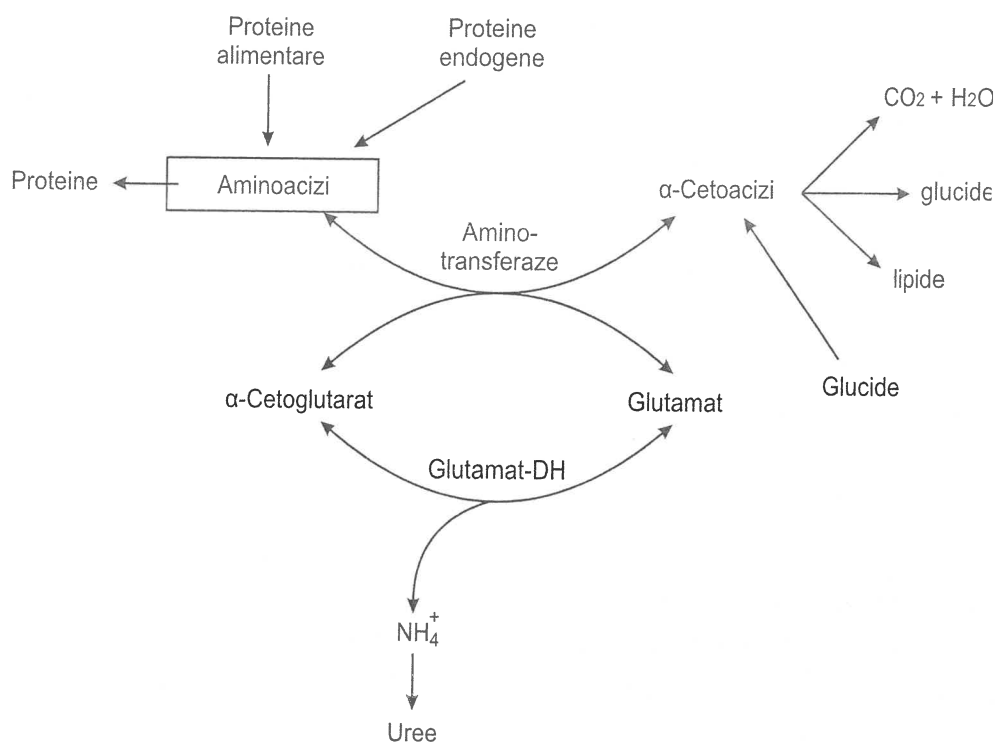 Proteine
alimentare
Proteine
endogene
CO2 + H2O
Proteine
Aminoacizi
α-Cetoacizi
glucide
Amino-
transferaze
lipide
Glucide
α-Cetoglutarat
Glutamat
Glutamat-DH
NH4+
Uree